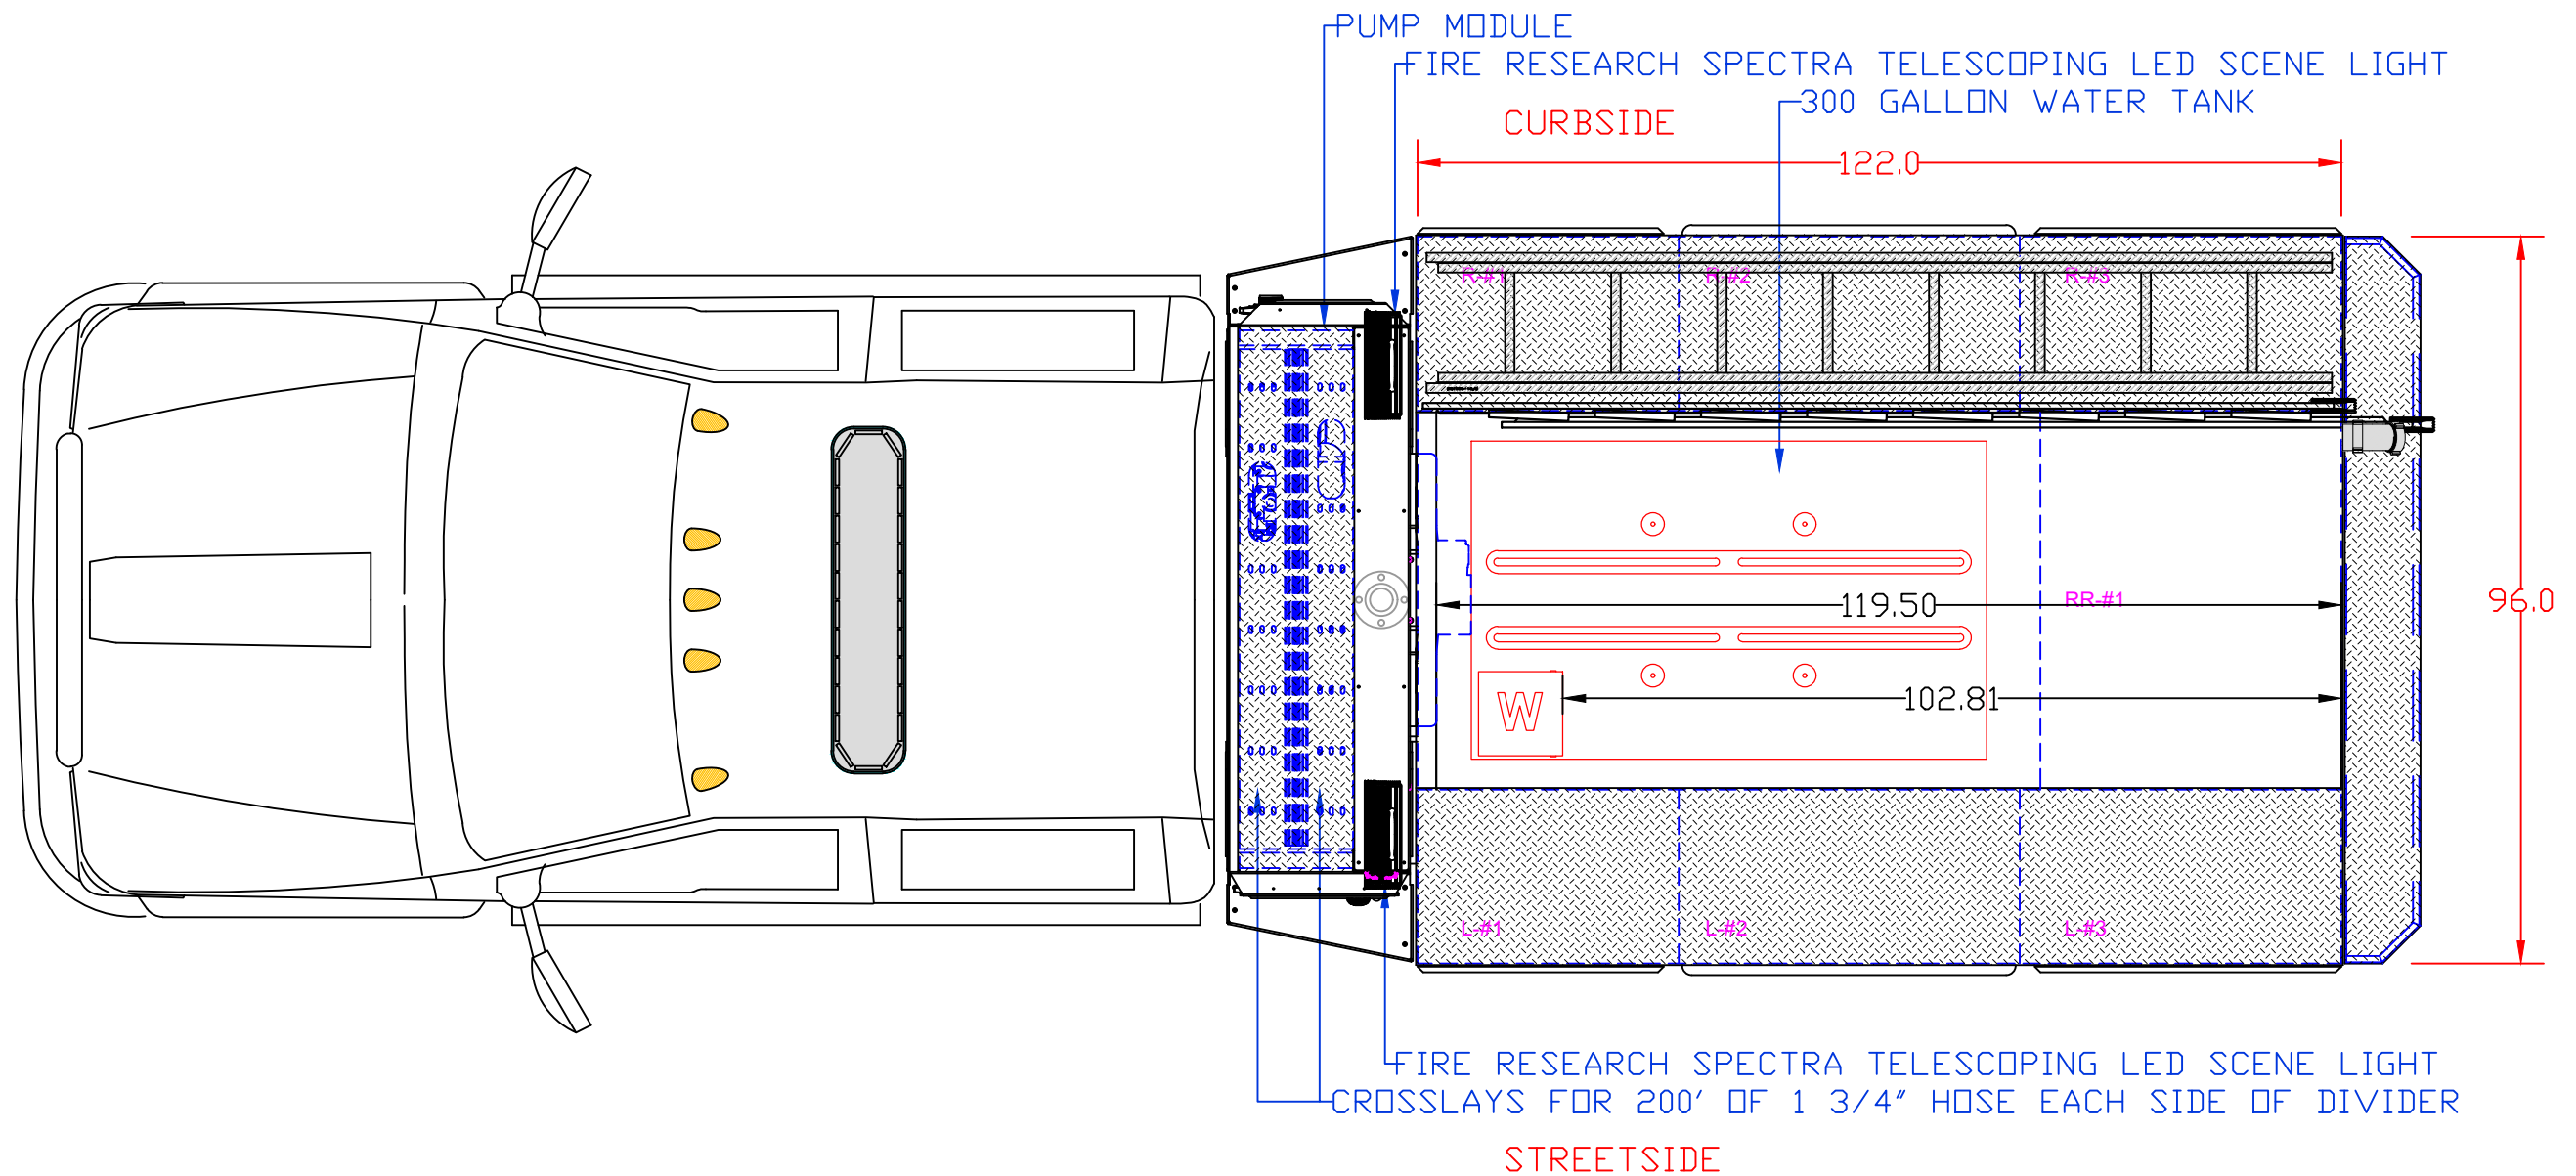 PUMP MODULE
FIRE RESEARCH SPECTRA TELESCOPING LED SCENE LIGHT
300 GALLON WATER TANK
CURBSIDE
122.0
R-#1
R-#2
R-#3
96.0
119.50
RR-#1
102.81
W
L-#1
L-#2
L-#3
FIRE RESEARCH SPECTRA TELESCOPING LED SCENE LIGHT
CROSSLAYS FOR 200' OF 1 3/4" HOSE EACH SIDE OF DIVIDER
STREETSIDE